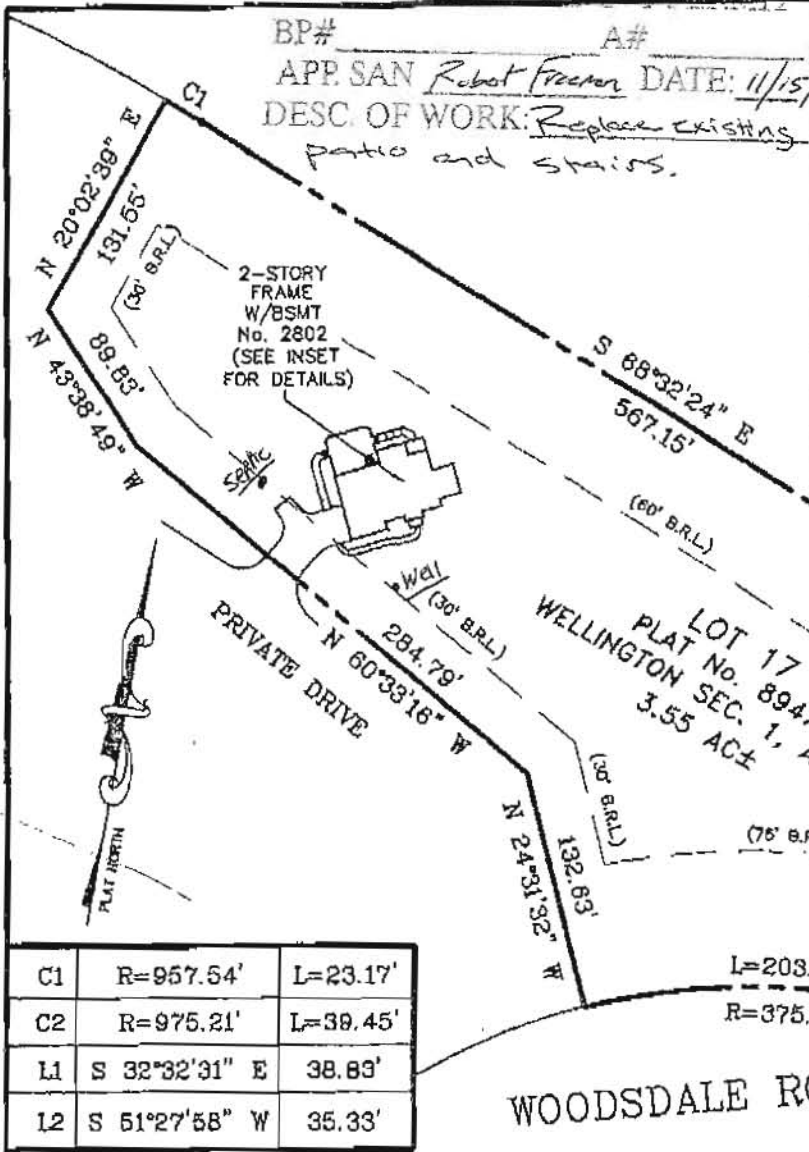 BP# A#
APP. SAN Robert Freeman DATE: 11/15/
DESC. OF WORK: Replace existing
patio and stairs.
C1
N 20°02'39" E
131.55'
(30' B.R.L)
2-STORY
FRAME
W/BSMT
No. 2802
(SEE INSET
FOR DETAILS)
S 68°32'24" E
567.15'
89.83'
N 43°38'49" W
Septic
(60' B.R.L)
Well
(30' B.R.L)
PRIVATE DRIVE
284.79'
N 60°33'16" W
LOT 17
PLAT No. 894
WELLINGTON SEC. 1, A
3.55 AC±
(30' B.R.L)
(75' B.R
N 24°31'32" W
132.63'
PLAT NORTH
L=203.
R=375.
C1 R=957.54' L=23.17'
C2 R=975.21' L=39.45'
L1 S 32°32'31" E 38.83'
L2 S 51°27'58" W 35.33'
WOODSDALE RO